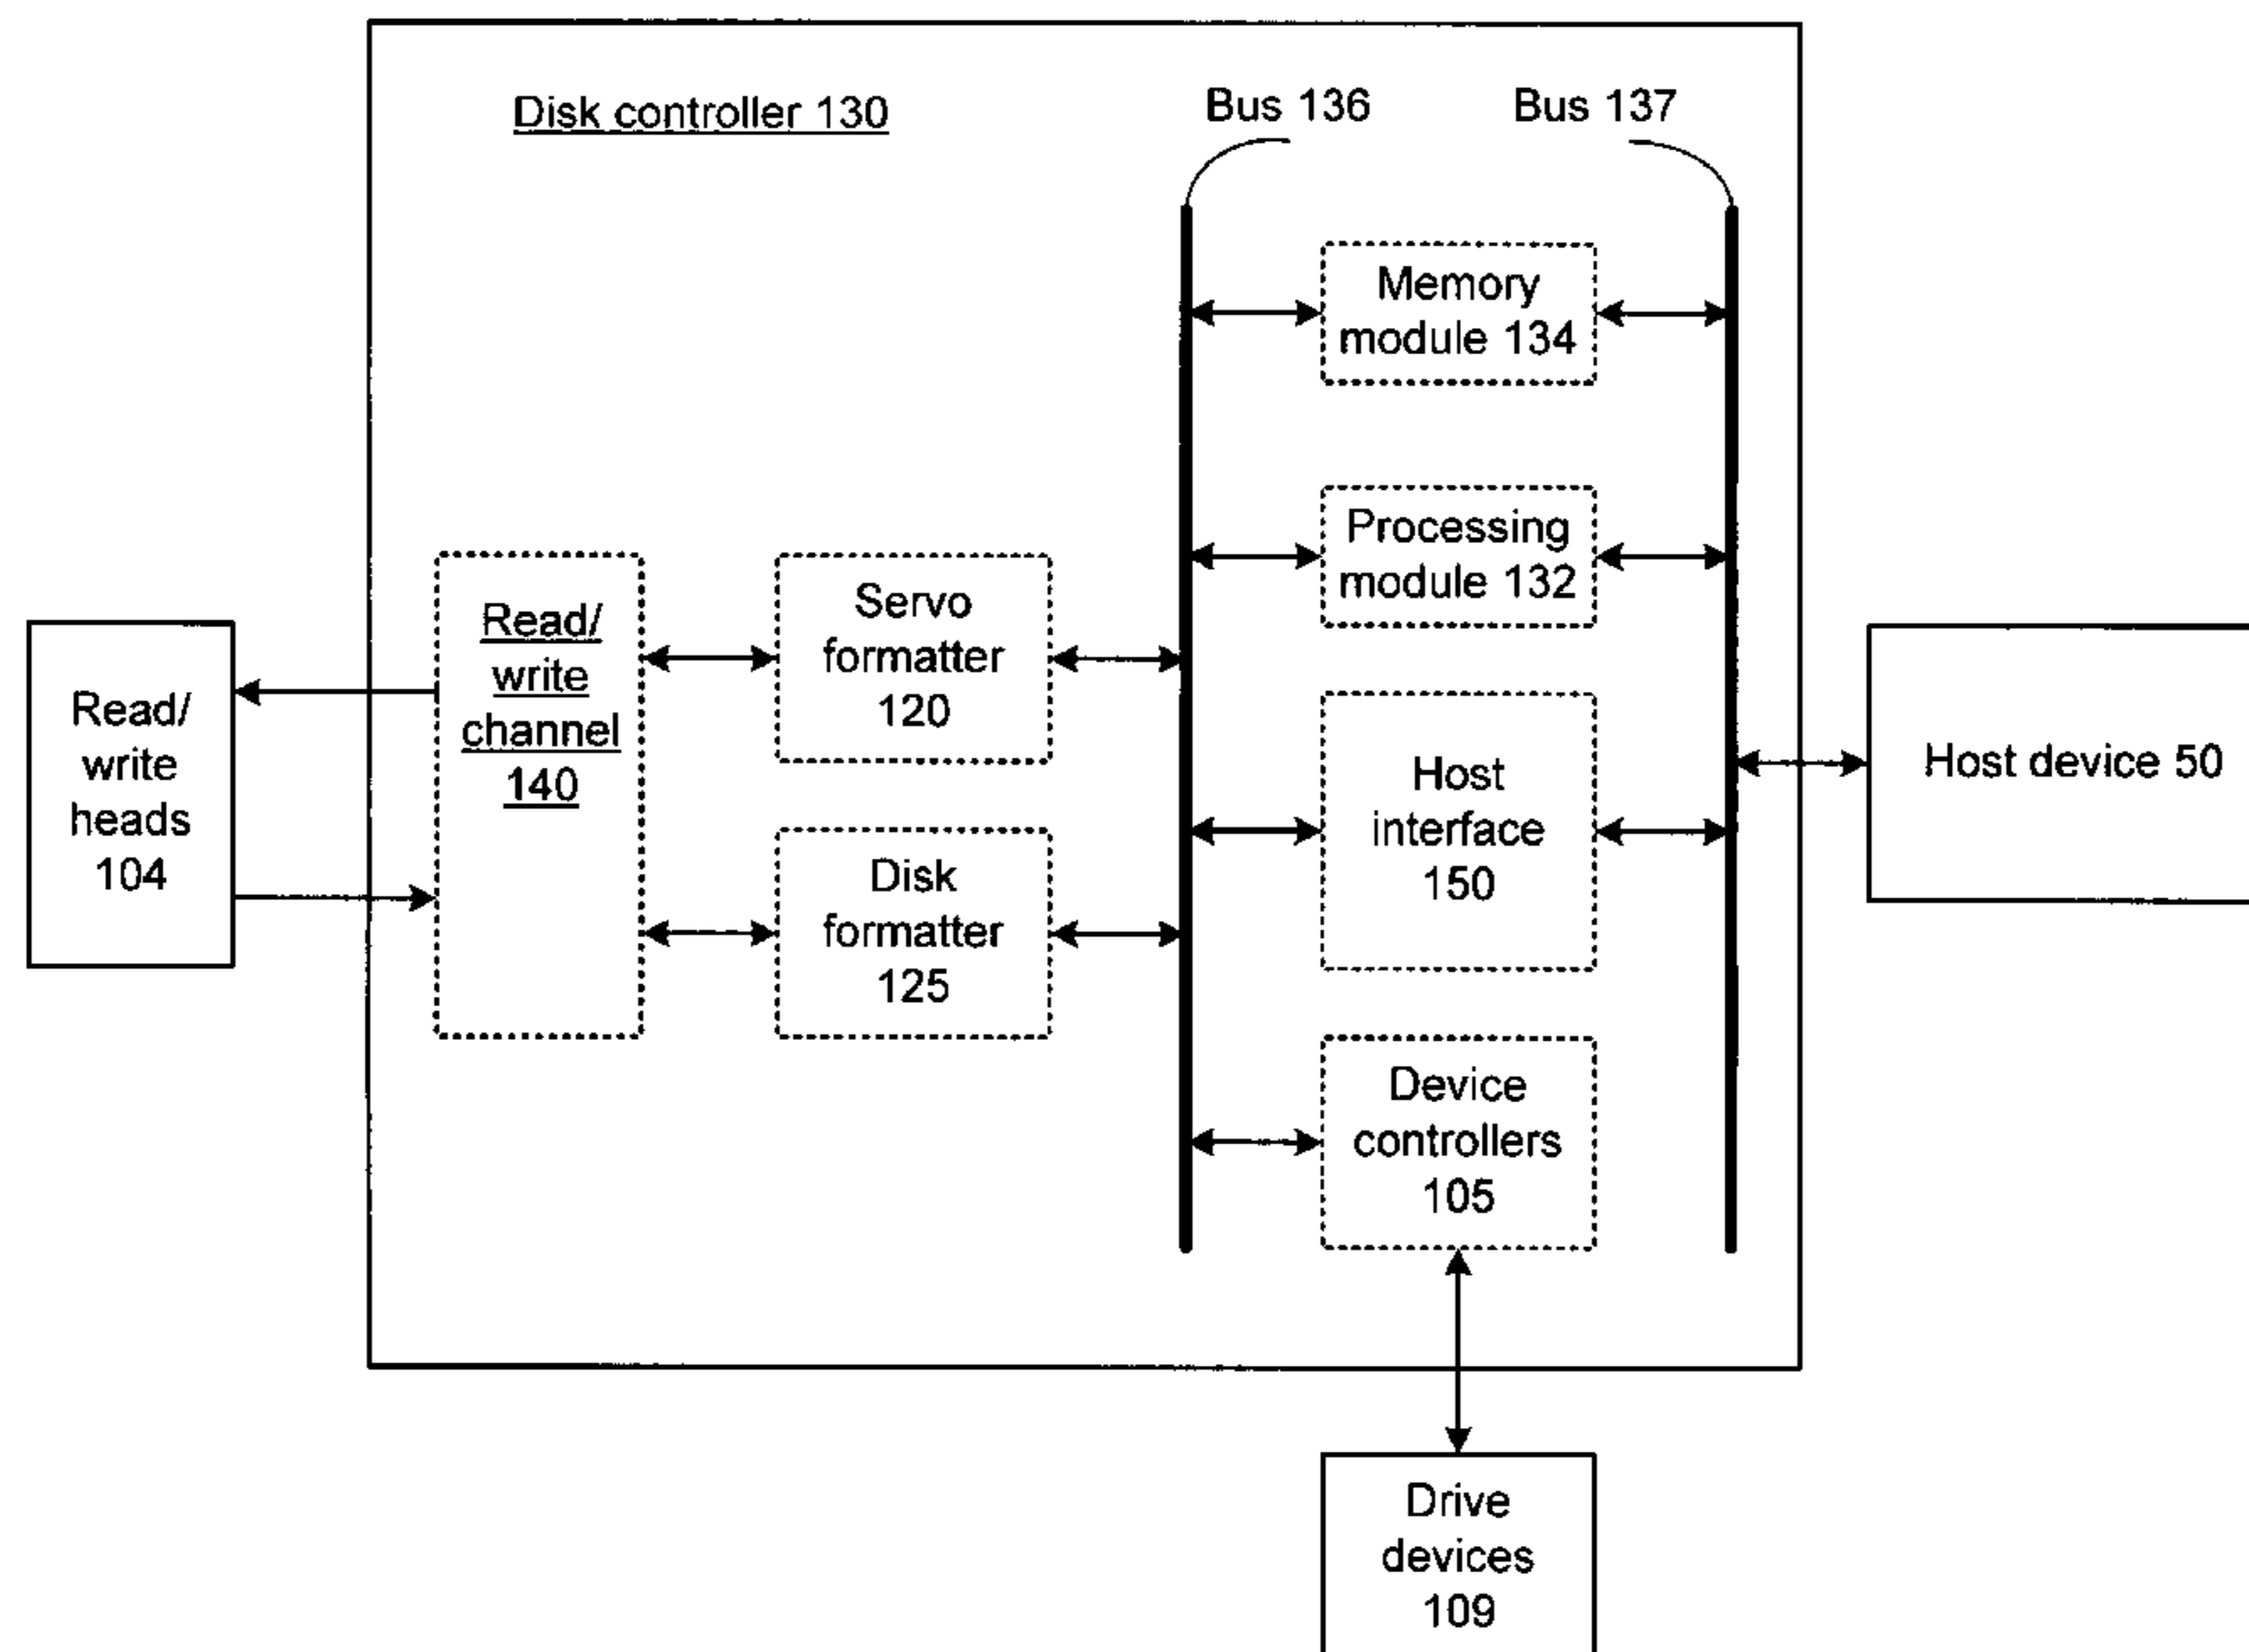 Disk controller 130
Bus 136
Bus 137
Memory
module 134
Processing
module 132
Read/
write
channel
140
Servo
formatter
120
Read/
write
heads
104
Host device 50
Host
interface
150
Disk
formatter
125
Device
controllers
105
Drive
devices
109